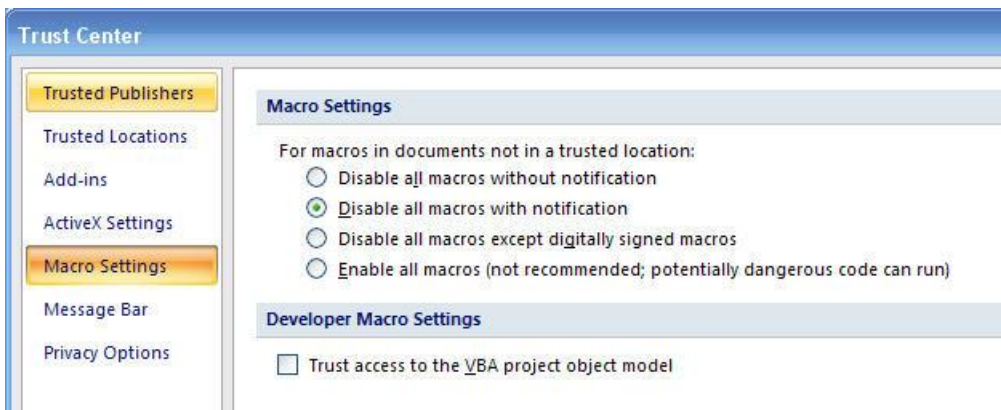 Trust Center
Trusted Publishers
Trusted Locations
Add-ins
ActiveX Settings
Macro Settings
Message Bar
Privacy Options
Macro Settings
For macros in documents not in a trusted location:
Disable all macros without notification
Disable all macros with notification
Disable all macros except digitally signed macros
Enable all macros (not recommended; potentially dangerous code can run)
Developer Macro Settings
Trust access to the VBA project object model